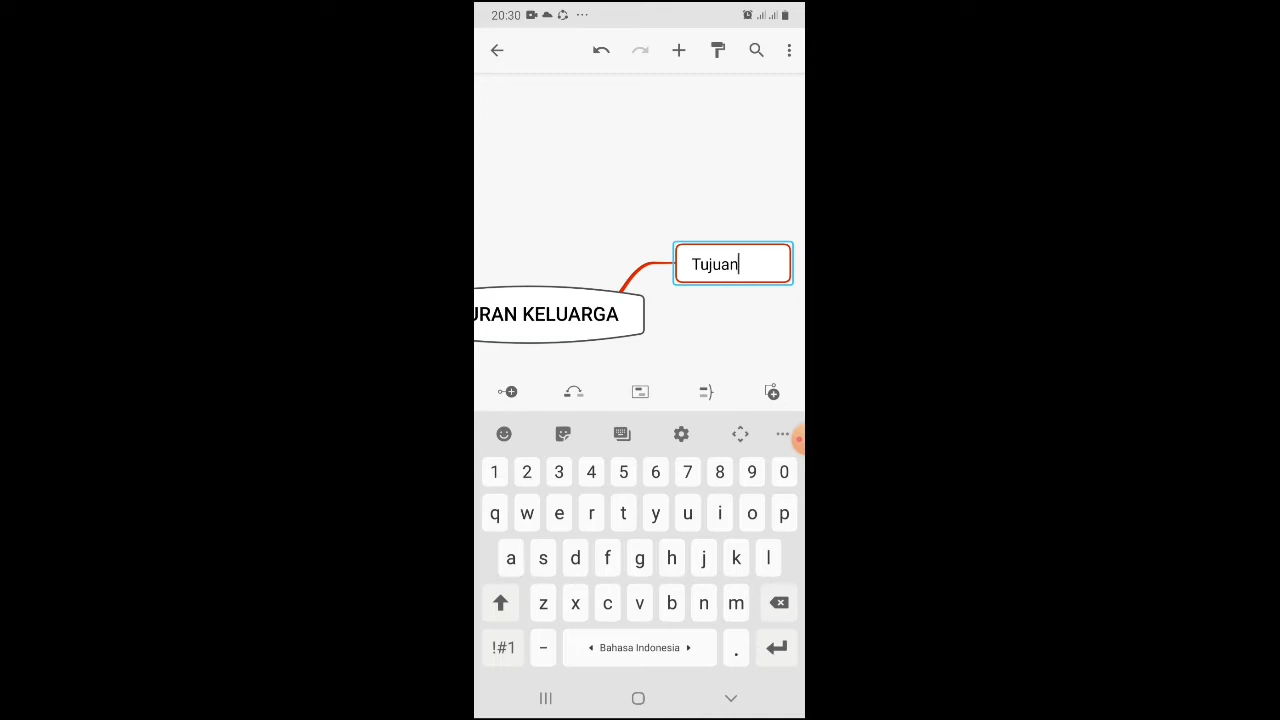 20:30
Tujuan
URAN KELUARGA
1 2 3 4 5 6 7 8 9 0
q w e r t y u i o p
a s d f g h j k l
z x c v b n m
!#1 - Bahasa Indonesia .